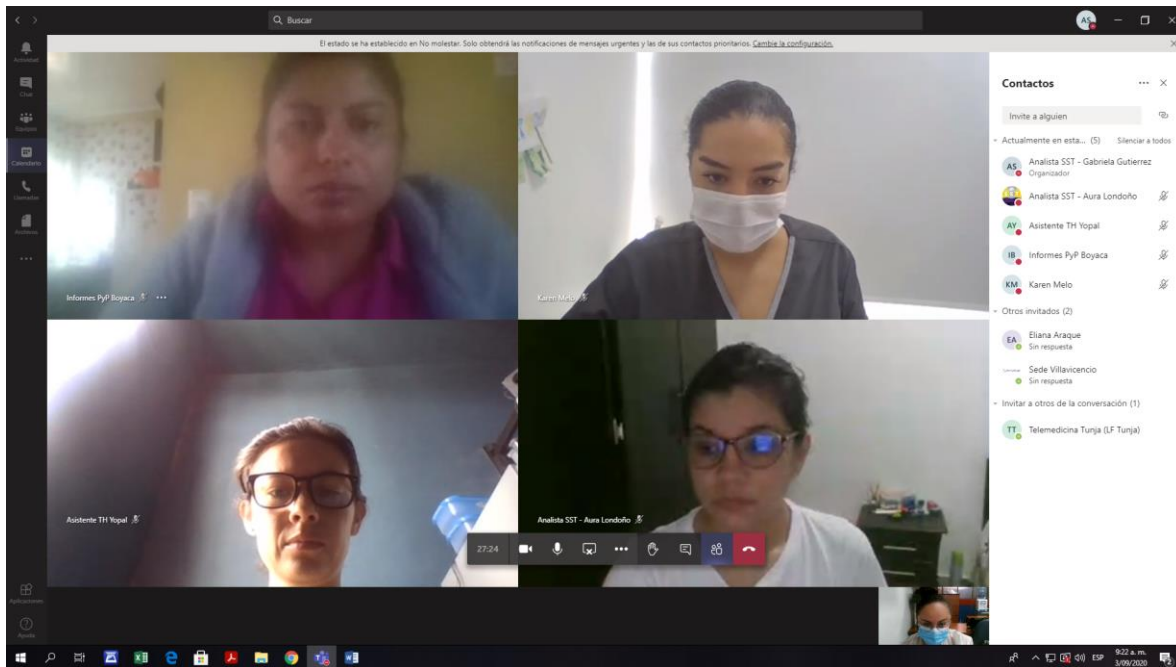 Buscar
AS
El estado se ha establecido en No molestar. Solo obtendrá las notificaciones de mensajes urgentes y las de sus contactos prioritarios. Cambie la configuración.
Actividad
Chat
Equipos
Calendario
Llamadas
Archivos
Aplicaciones
Ayuda
Informes PyP Boyaca
Karen Melo
Asistente TH Yopal
Analista SST - Aura Londoño
27:24
Contactos
Invite a alguien
Actualmente en esta... (5) Silenciar a todos
AS Analista SST - Gabriela Gutierrez
Organizador
Analista SST - Aura Londoño
AY Asistente TH Yopal
IB Informes PyP Boyaca
KM Karen Melo
Otros invitados (2)
EA Eliana Araque
Sin respuesta
Sede Villavicencio
Sin respuesta
Invitar a otros de la conversación (1)
TT Telemedicina Tunja (LF Tunja)
ESP
9:22 a. m.
3/09/2020